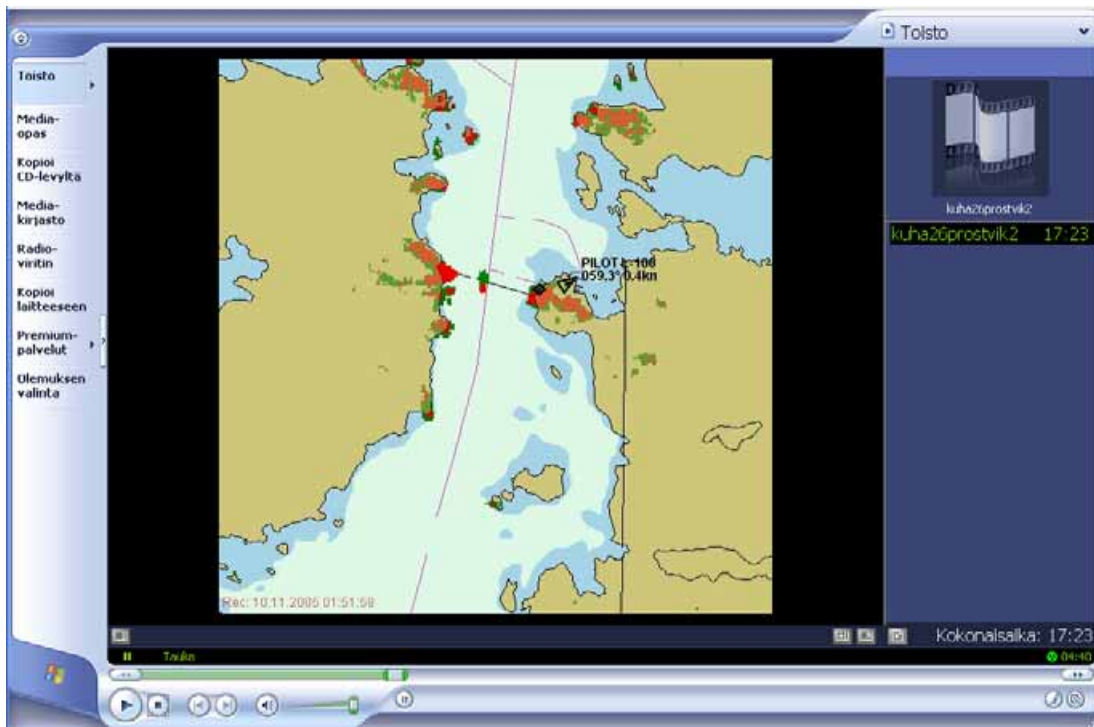 Toisto
Toisto
Media-
opas
Kopioi
CD-levyltä
Media-
kirjasto
Radio-
viritin
Kopioi
laitteeseen
Premium-
palvelut
Olemuksen
valinta
PILOT L-100
059.3° 0.4kn
Rec: 10.11.2005 01:51:59
kuha26prostvik2
kuha26prostvik2 17:23
Kokonaisaika: 17:23
Tauko
04:40